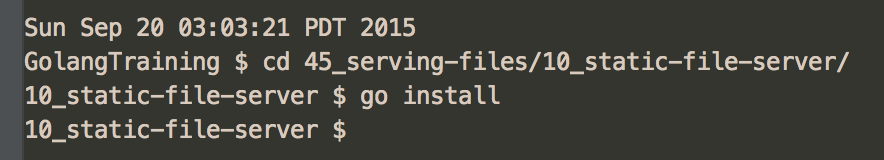 Sun Sep 20 03:03:21 PDT 2015
GolangTraining $ cd 45_serving-files/10_static-file-server/
10_static-file-server $ go install
10_static-file-server $